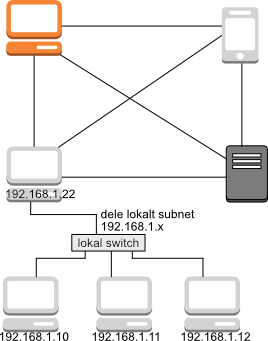 192.168.1.22
dele lokalt subnet
192.168.1.x
lokal switch
192.168.1.10
192.168.1.11
192.168.1.12